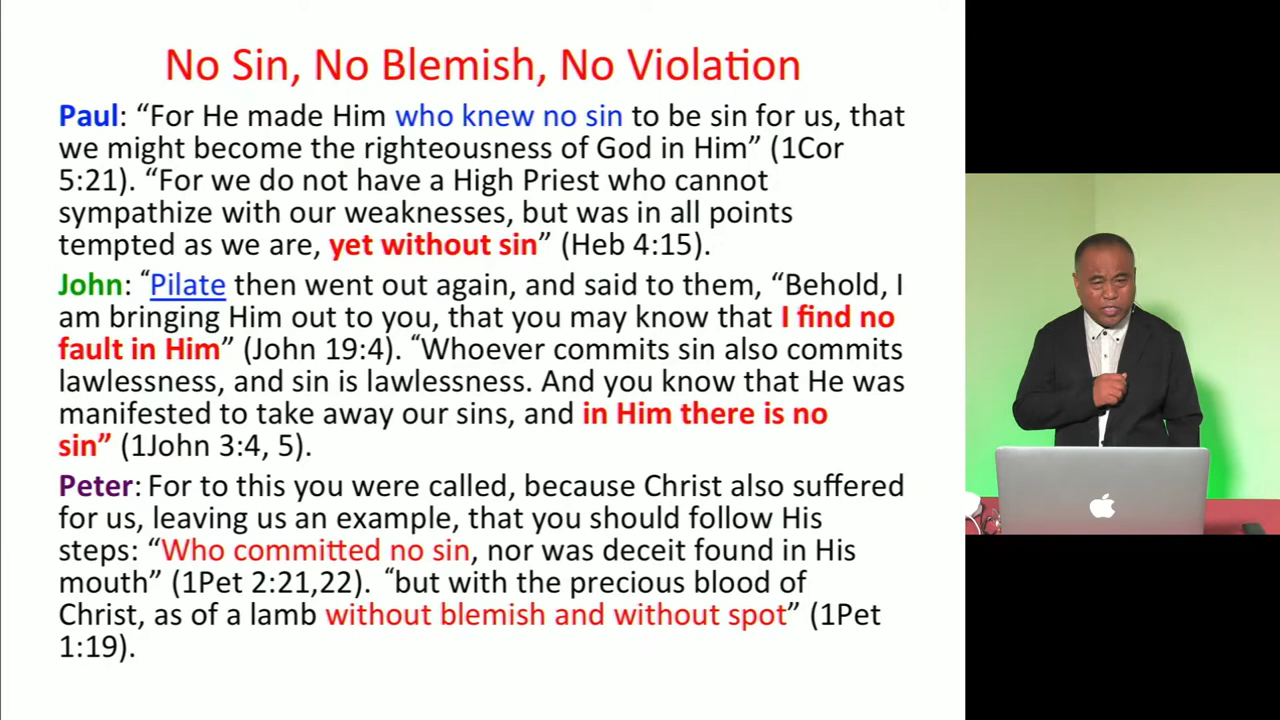 No Sin, No Blemish, No Violation
Paul: “For He made Him who knew no sin to be sin for us, that
we might become the righteousness of God in Him” (1Cor
5:21). “For we do not have a High Priest who cannot
sympathize with our weaknesses, but was in all points
tempted as we are, yet without sin” (Heb 4:15).
John: “Pilate then went out again, and said to them, “Behold, I
am bringing Him out to you, that you may know that I find no
fault in Him” (John 19:4). “Whoever commits sin also commits
lawlessness, and sin is lawlessness. And you know that He was
manifested to take away our sins, and in Him there is no
sin” (1John 3:4, 5).
Peter: For to this you were called, because Christ also suffered
for us, leaving us an example, that you should follow His
steps: “Who committed no sin, nor was deceit found in His
mouth” (1Pet 2:21,22). “but with the precious blood of
Christ, as of a lamb without blemish and without spot” (1Pet
1:19).